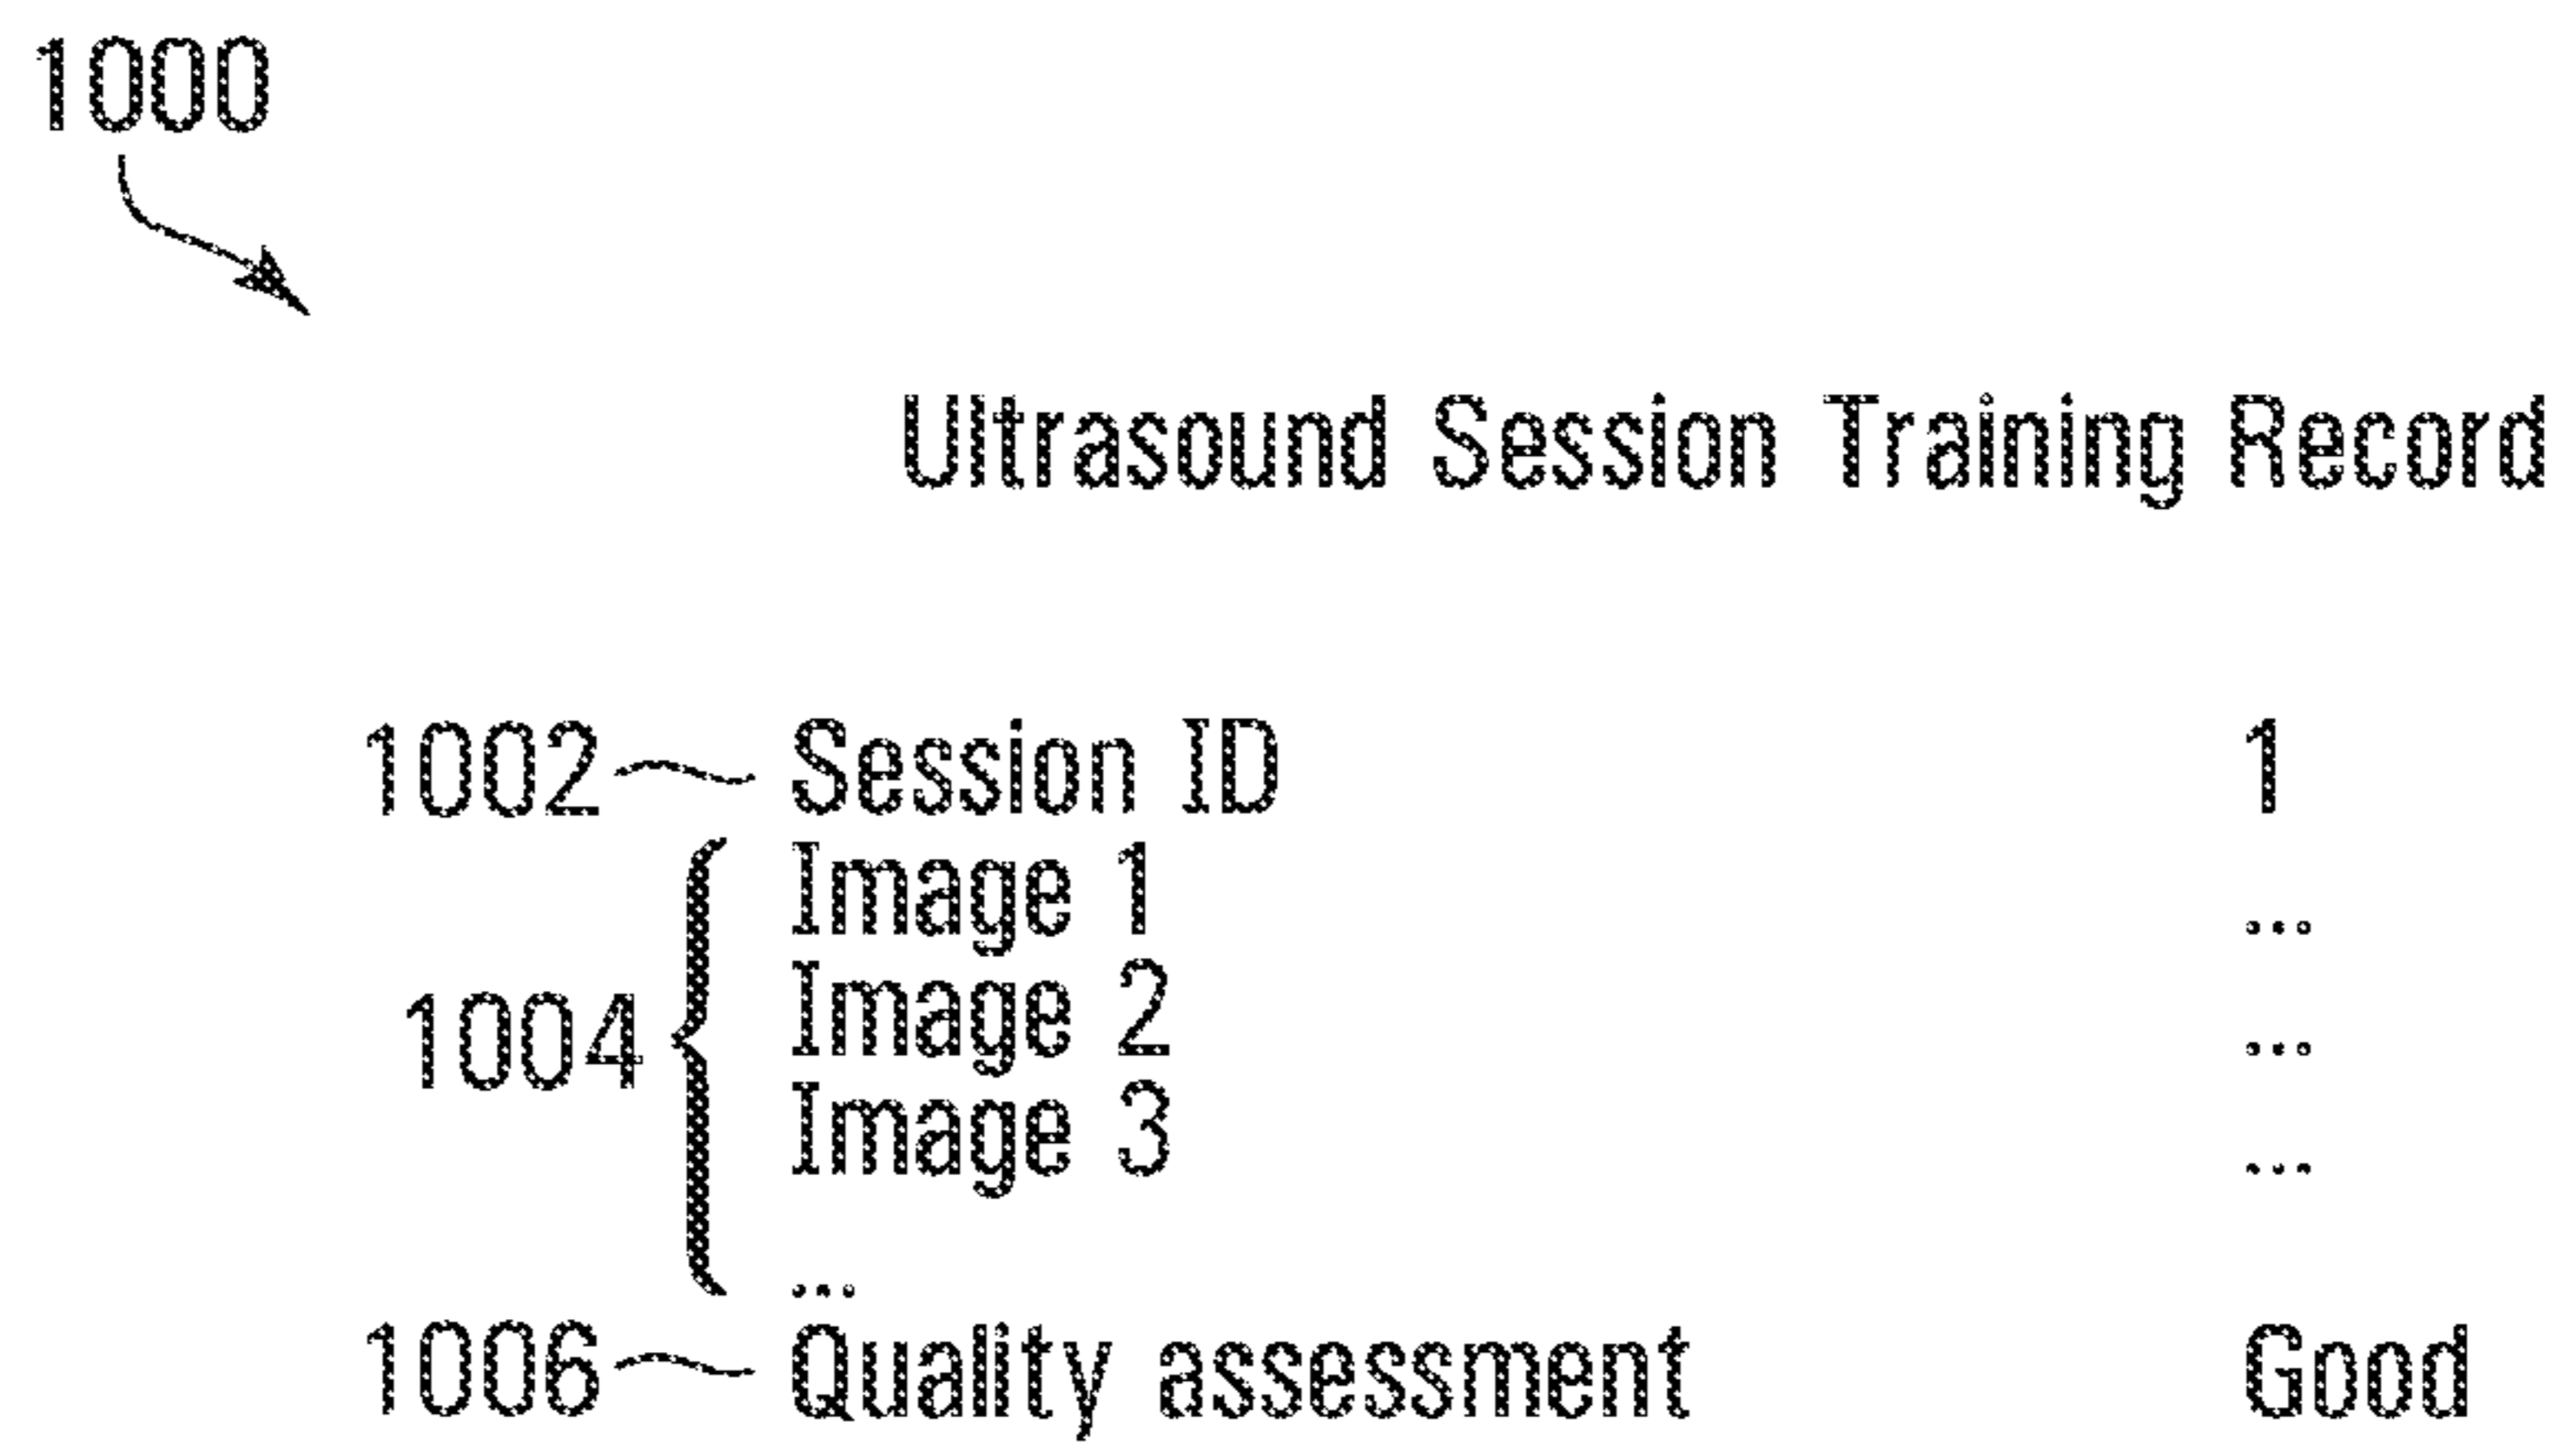 1000
Ultrasound Session Training Record
1002 Session ID 1
Image 1 ...
1004 Image 2 ...
Image 3 ...
...
1006 Quality assessment Good